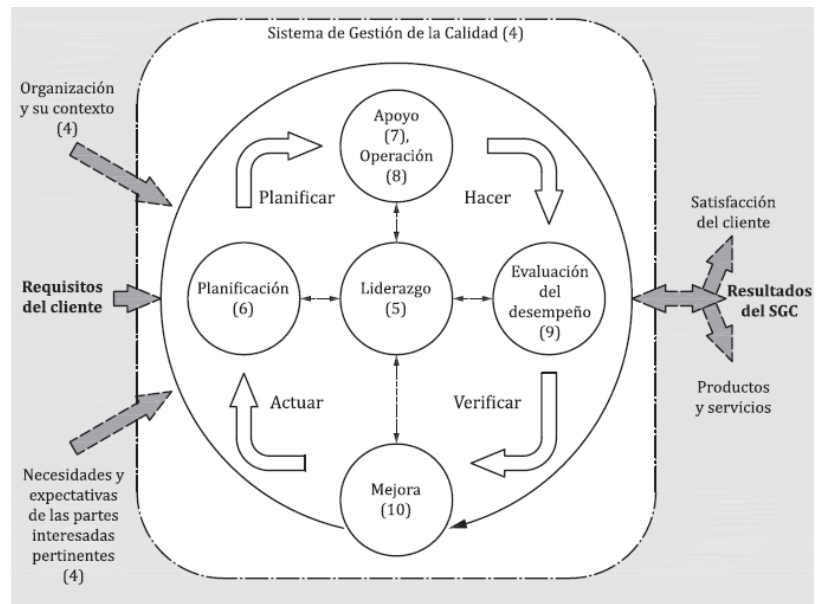 Sistema de Gestión de la Calidad (4)
Organización
y su contexto
(4)
Requisitos
del cliente
Necesidades y
expectativas
de las partes
interesadas
pertinentes
(4)
Apoyo
(7),
Operación
(8)
Planificar
Hacer
Planificación
(6)
Liderazgo
(5)
Evaluación
del
desempeño
(9)
Actuar
Verificar
Mejora
(10)
Satisfacción
del cliente
Resultados
del SGC
Productos
y servicios